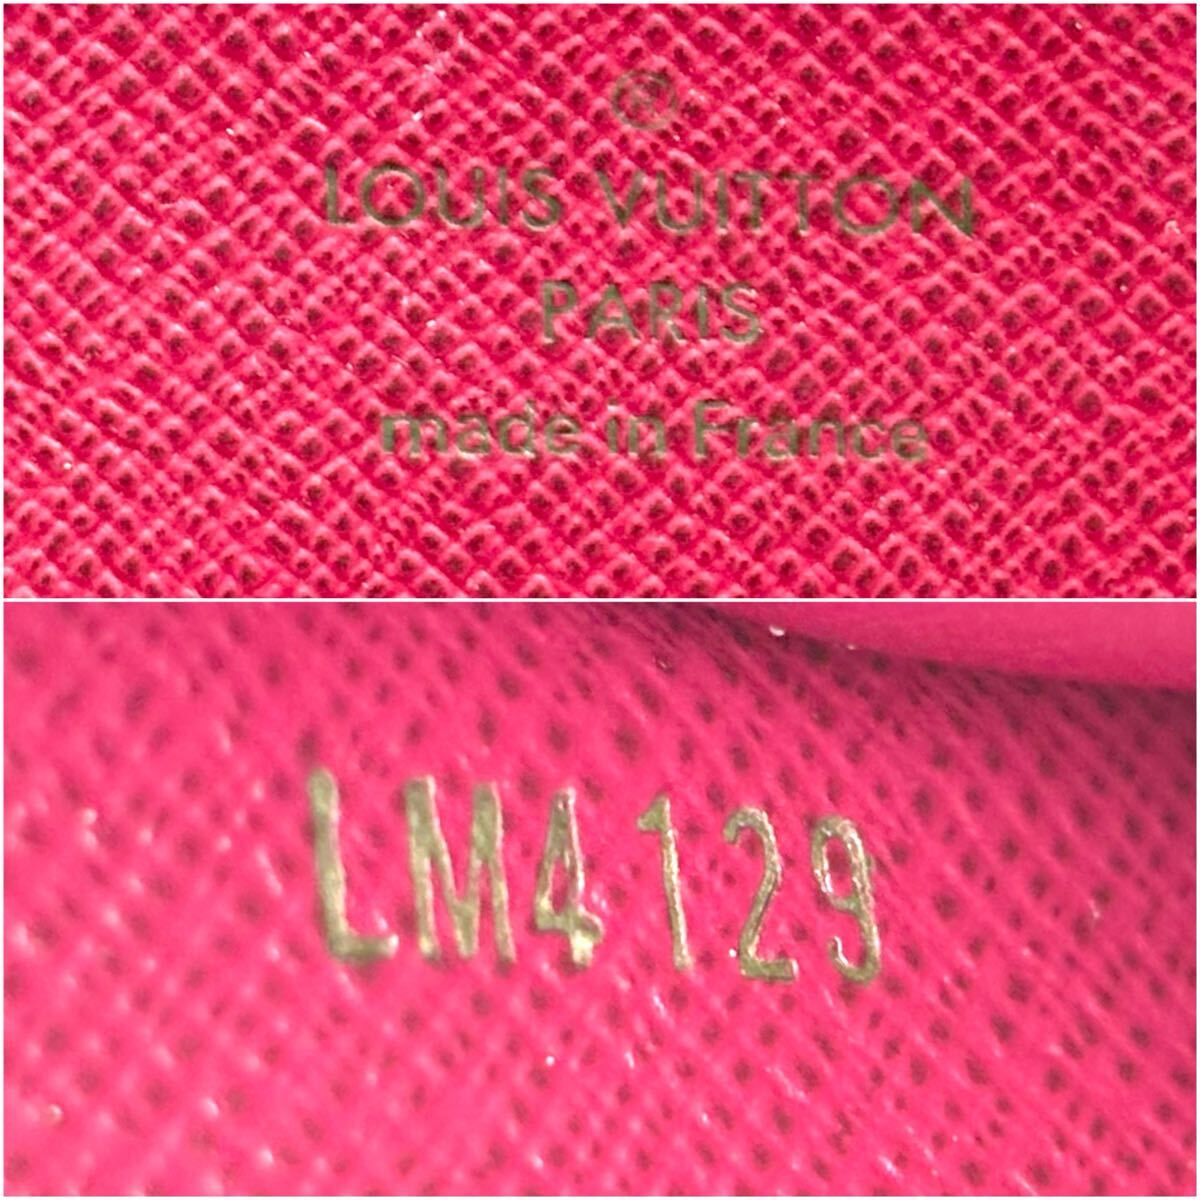 ®
LOUIS VUITTON
PARIS
made in France
LM4129